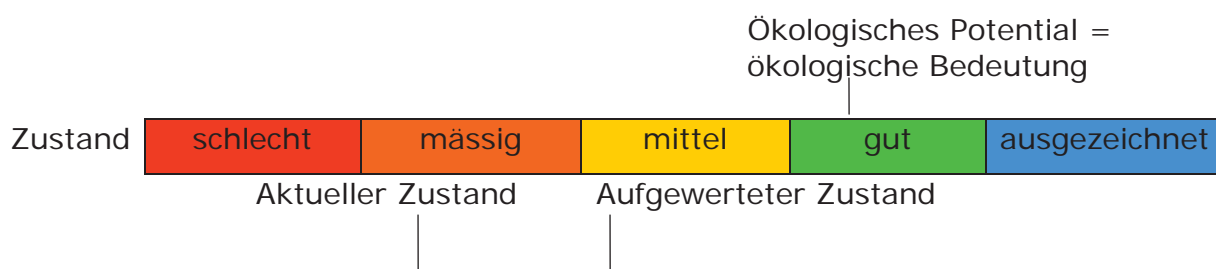 Ökologisches Potential =
ökologische Bedeutung
Zustand schlecht mässig mittel gut ausgezeichnet
Aktueller Zustand Aufgewerteter Zustand